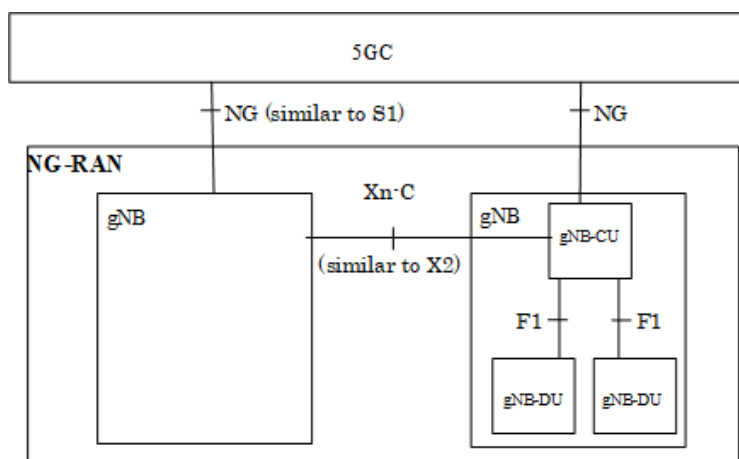 5GC
NG (similar to S1)
NG
NG-RAN
gNB
Xn-C
gNB
gNB-CU
(similar to X2)
F1
F1
gNB-DU
gNB-DU